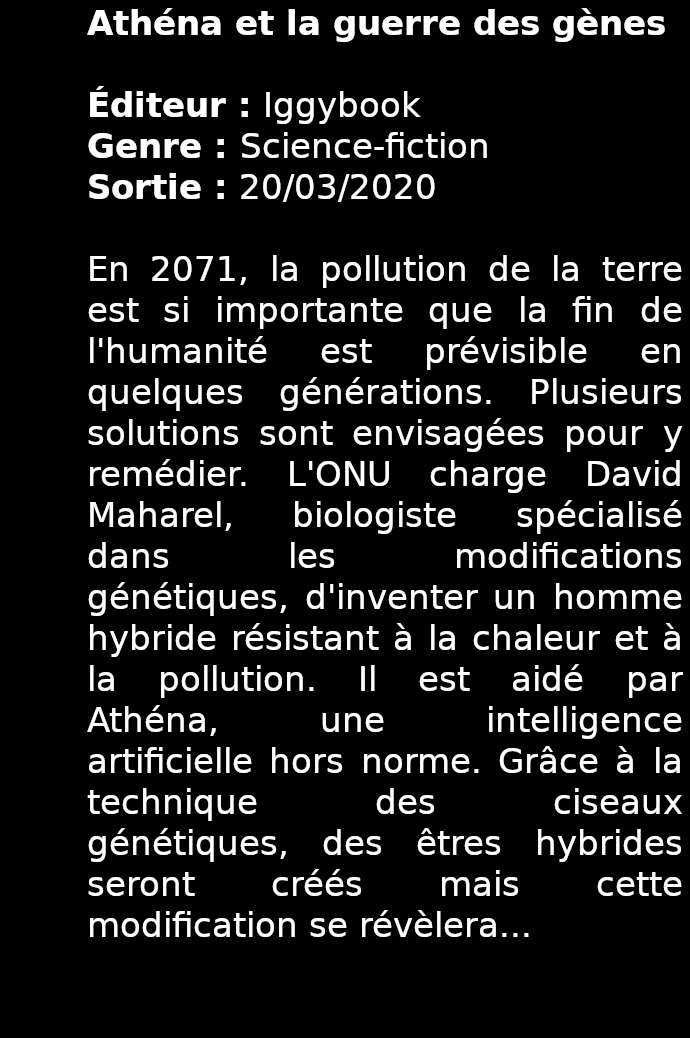 Athéna et la guerre des gènes
Éditeur : Iggybook
Genre : Science-fiction
Sortie : 20/03/2020
En 2071, la pollution de la terre
est si importante que la fin de
l'humanité est prévisible en
quelques générations. Plusieurs
solutions sont envisagées pour y
remédier. L'ONU charge David
Maharel, biologiste spécialisé
dans les modifications
génétiques, d'inventer un homme
hybride résistant à la chaleur et à
la pollution. Il est aidé par
Athéna, une intelligence
artificielle hors norme. Grâce à la
technique des ciseaux
génétiques, des êtres hybrides
seront créés mais cette
modification se révèlera...